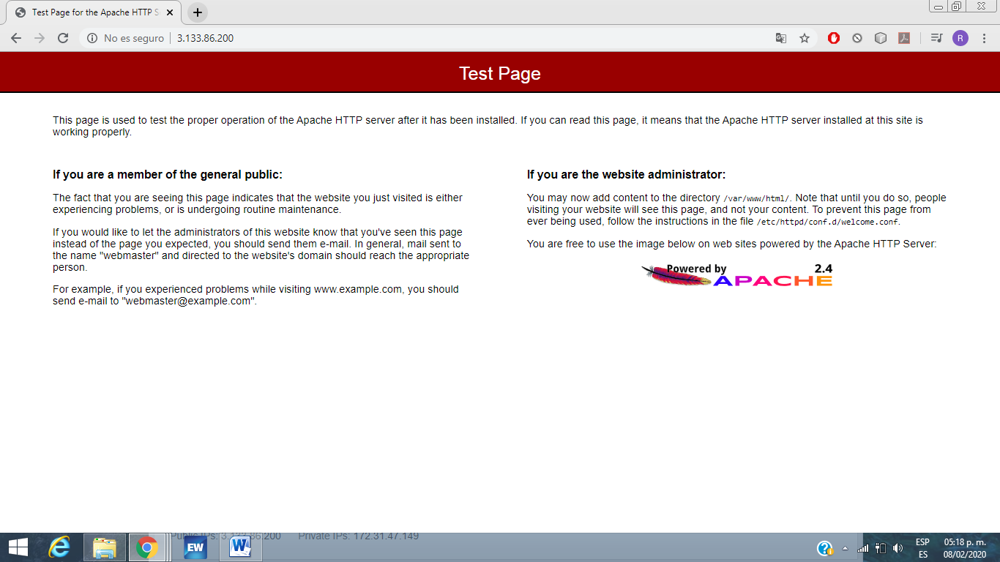 Test Page for the Apache HTTP S
No es seguro
3.133.86.200
R
Test Page
This page is used to test the proper operation of the Apache HTTP server after it has been installed. If you can read this page, it means that the Apache HTTP server installed at this site is
working properly.
If you are a member of the general public:
The fact that you are seeing this page indicates that the website you just visited is either
experiencing problems, or is undergoing routine maintenance.
If you would like to let the administrators of this website know that you've seen this page
instead of the page you expected, you should send them e-mail. In general, mail sent to
the name "webmaster" and directed to the website's domain should reach the appropriate
person.
For example, if you experienced problems while visiting www.example.com, you should
send e-mail to "webmaster@example.com".
If you are the website administrator:
You may now add content to the directory /var/www/html/. Note that until you do so, people
visiting your website will see this page, and not your content. To prevent this page from
ever being used, follow the instructions in the file /etc/httpd/conf.d/welcome.conf.
You are free to use the image below on web sites powered by the Apache HTTP Server:
Powered by 2.4
APACHE
Public IPs: 3.133.86.200 Private IPs: 172.31.47.149
EW
W
ESP
ES
05:18 p. m.
08/02/2020